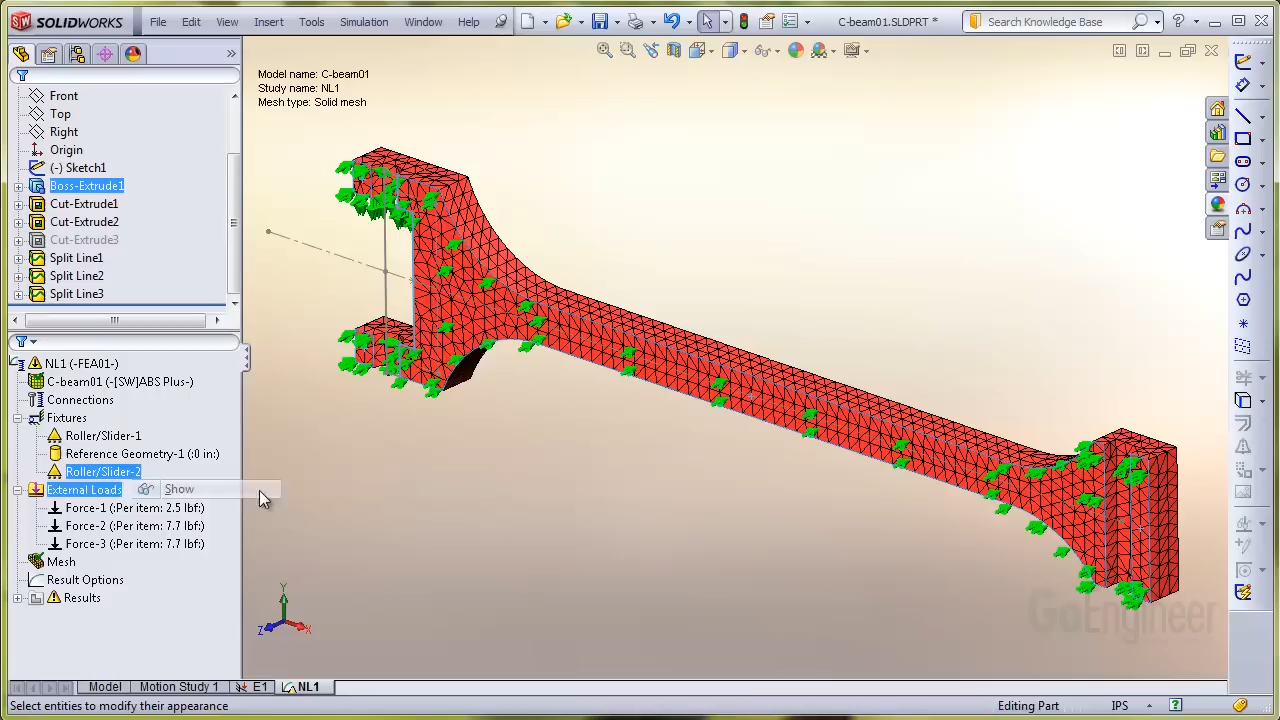 SOLIDWORKS File Edit View Insert Tools Simulation Window Help C-beam01.SLDPRT * Search Knowledge Base
Model name: C-beam01
Study name: NL1
Mesh type: Solid mesh
Front
Top
Right
Origin
(-) Sketch1
Boss-Extrude1
Cut-Extrude1
Cut-Extrude2
Cut-Extrude3
Split Line1
Split Line2
Split Line3
NL1 (-FEA01-)
C-beam01 (-[SW]ABS Plus-)
Connections
Fixtures
Roller/Slider-1
Reference Geometry-1 (:0 in:)
Roller/Slider-2
External Loads Show
Force-1 (:Per item: 2.5 lbf:)
Force-2 (:Per item: 7.7 lbf:)
Force-3 (:Per item: 7.7 lbf:)
Mesh
Result Options
Results
Y
Z X
GoEngineer
Model Motion Study 1 E1 NL1
Select entities to modify their appearance Editing Part IPS